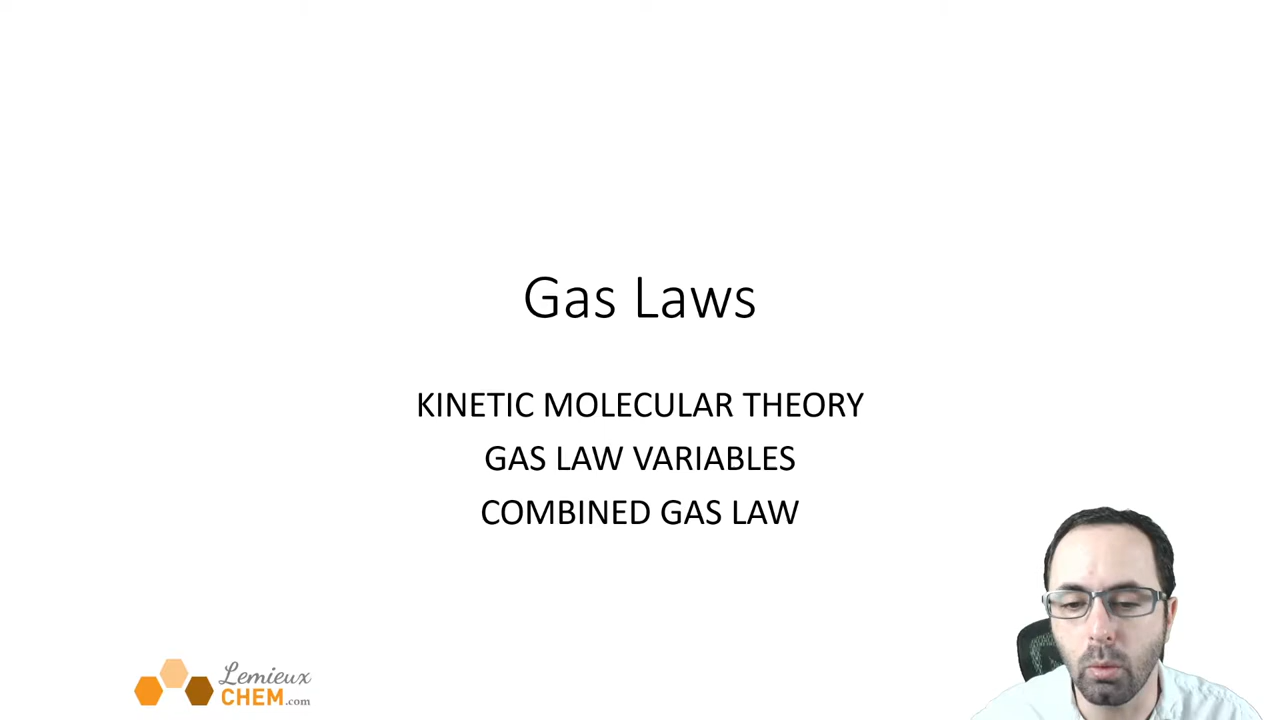 Gas Laws
KINETIC MOLECULAR THEORY
GAS LAW VARIABLES
COMBINED GAS LAW
Lemieux
CHEM.com